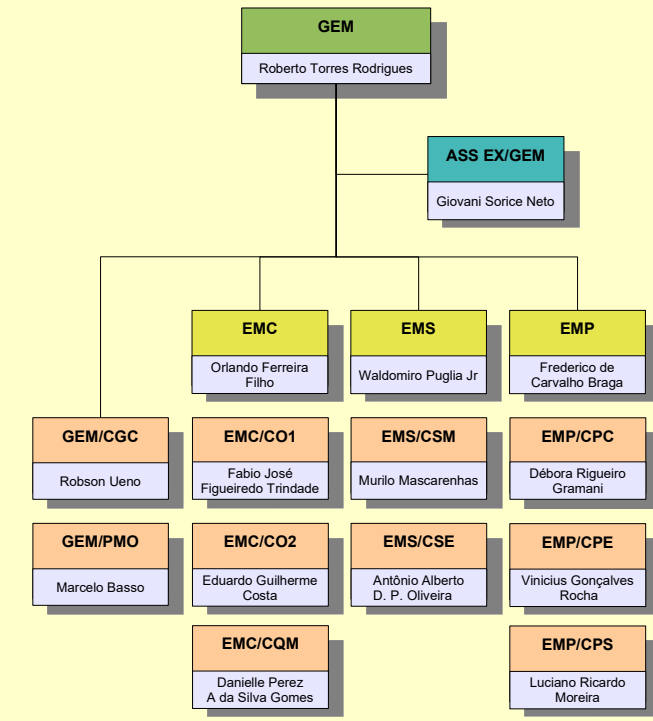 GEM
Roberto Torres Rodrigues
ASS EX/GEM
Giovani Sorice Neto
EMC
Orlando Ferreira
Filho
EMS
Waldomiro Puglia Jr
EMP
Frederico de
Carvalho Braga
GEM/CGC
Robson Ueno
EMC/CO1
Fabio José
Figueiredo Trindade
EMS/CSM
Murilo Mascarenhas
EMP/CPC
Débora Rigueiro
Gramani
GEM/PMO
Marcelo Basso
EMC/CO2
Eduardo Guilherme
Costa
EMS/CSE
Antônio Alberto
D. P. Oliveira
EMP/CPE
Vinicius Gonçalves
Rocha
EMC/CQM
Danielle Perez
A da Silva Gomes
EMP/CPS
Luciano Ricardo
Moreira